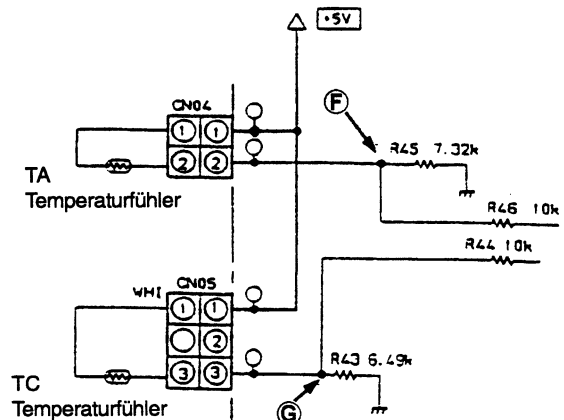 +5V
CN04
F
1 1
2 2
R45 7.32k
TA
Temperaturfühler
R46 10k
R44 10k
WHI CN05
1 1
2
3 3
R43 6.49k
TC
Temperaturfühler
G